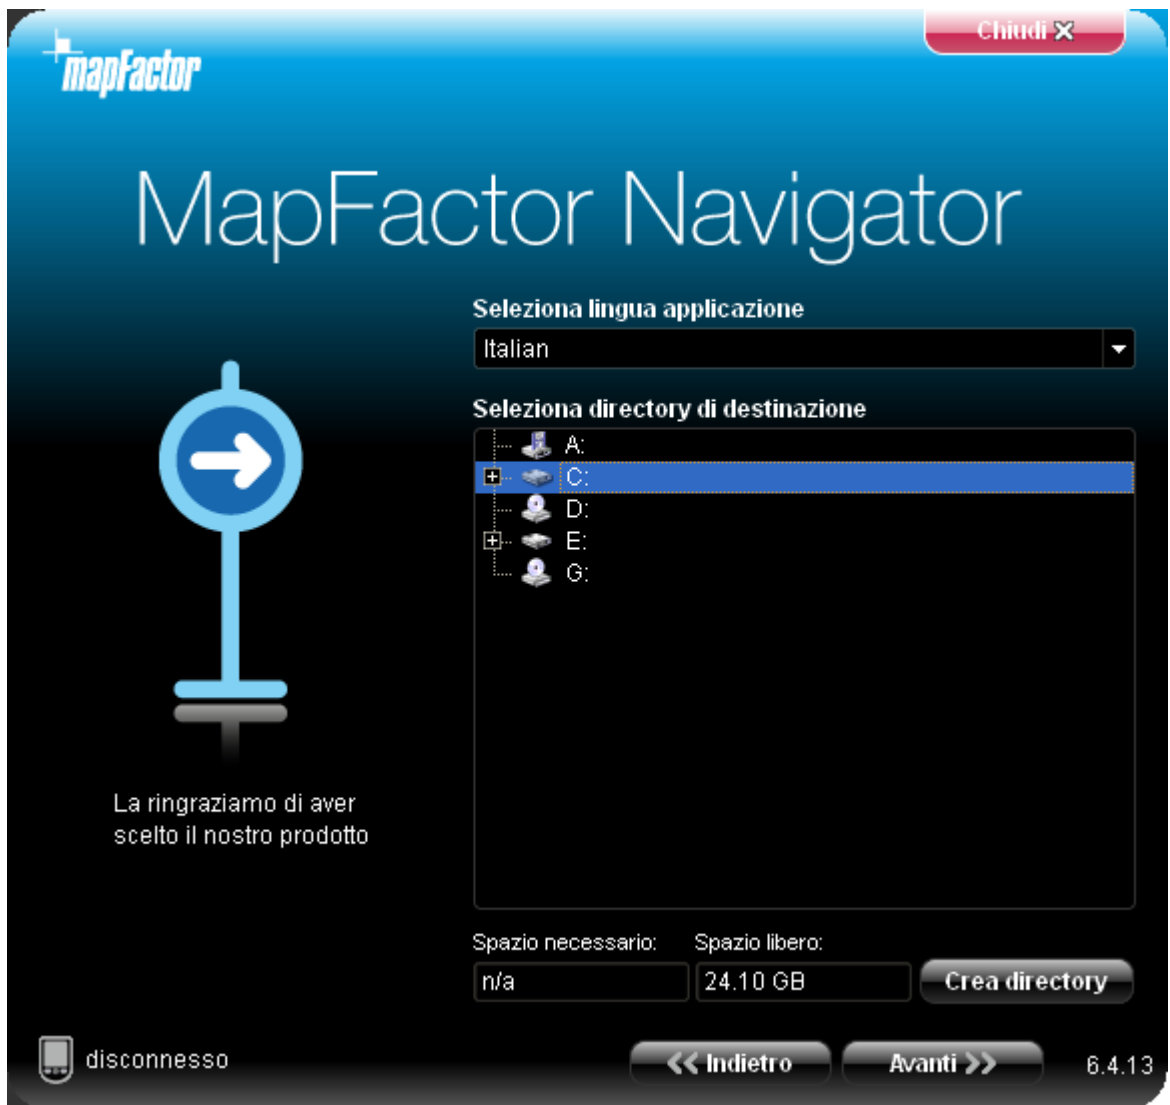 Chiudi
mapFactor
MapFactor Navigator
Seleziona lingua applicazione
Italian
Seleziona directory di destinazione
A:
C:
D:
E:
G:
La ringraziamo di aver
scelto il nostro prodotto
Spazio necessario: Spazio libero:
n/a 24.10 GB Crea directory
disconnesso << Indietro Avanti >> 6.4.13